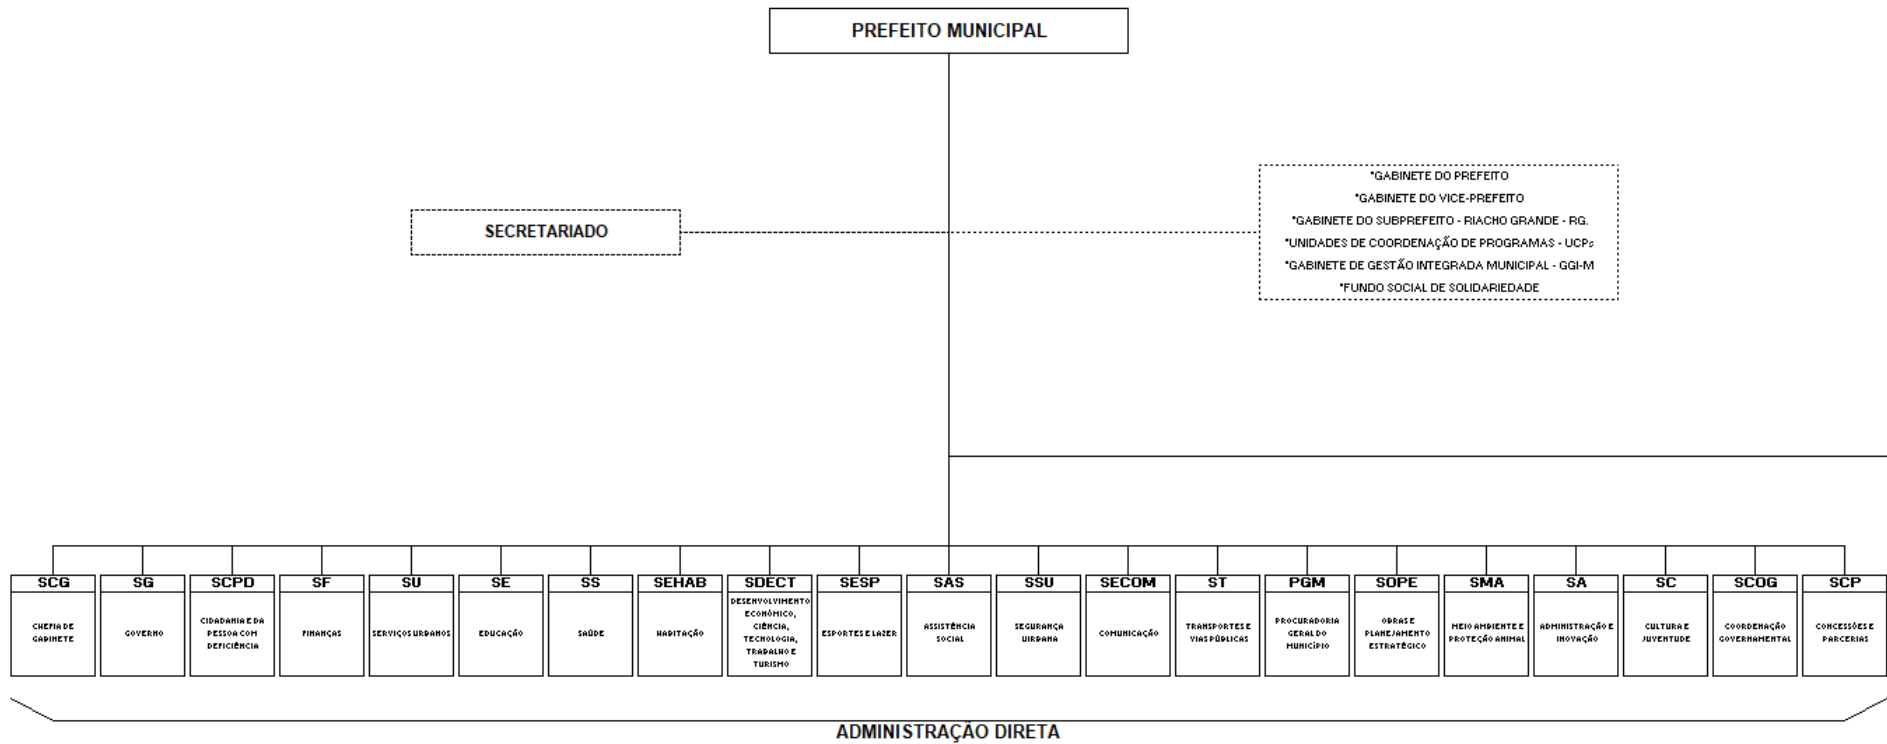 PREFEITO MUNICIPAL
SECRETARIADO
*GABINETE DO PREFEITO
*GABINETE DO VICE-PREFEITO
*GABINETE DO SUBPREFEITO - RIACHO GRANDE - RG.
*UNIDADES DE COORDENAÇÃO DE PROGRAMAS - UCPs
*GABINETE DE GESTÃO INTEGRADA MUNICIPAL - GGI-M
*FUNDO SOCIAL DE SOLIDARIEDADE
SCG
CHEFIA DE
GABINETE
SG
GOVERNO
SCPD
CIDADANIA E DA
PESSOA COM
DEFICIÊNCIA
SF
FINANÇAS
SU
SERVIÇOS URBANOS
SE
EDUCAÇÃO
SS
SAÚDE
SEHAB
HABITAÇÃO
SDECT
DESENVOLVIMENTO
ECONÔMICO,
CIÊNCIA,
TECNOLOGIA,
TRABALHO E
TURISMO
SESP
ESPORTES E LAZER
SAS
ASSISTÊNCIA
SOCIAL
SSU
SEGURANÇA
UIRBANA
SECOM
COMUNICAÇÃO
ST
TRANSPORTES E
VIAS PÚBLICAS
PGM
PROCURADORIA
GERAL DO
MUNICÍPIO
SOPE
OBRAS E
PLANEJAMENTO
ESTRATÉGICO
SMA
MEIO AMBIENTE E
PROTEÇÃO ANIMAL
SA
ADMINISTRAÇÃO E
INOVAÇÃO
SC
CULTURA E
JUVENTUDE
SCOG
COORDENAÇÃO
GOVERNAMENTAL
SCP
CONCESSÕES E
PARCERIAS
ADMINISTRAÇÃO DIRETA